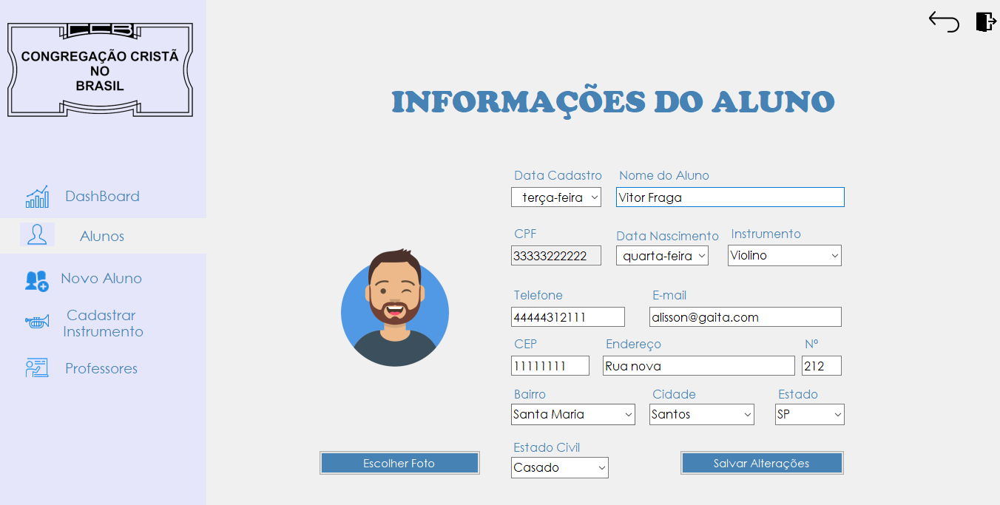 CCB
CONGREGAÇÃO CRISTÃ
NO
BRASIL
DashBoard
Alunos
Novo Aluno
Cadastrar
Instrumento
Professores
INFORMAÇÕES DO ALUNO
Data Cadastro Nome do Aluno
terça-feira Vitor Fraga
CPF Data Nascimento Instrumento
33333222222 quarta-feira Violino
Telefone E-mail
44444312111 alisson@gaita.com
CEP Endereço Nº
11111111 Rua nova 212
Bairro Cidade Estado
Santa Maria Santos SP
Estado Civil
Casado
Escolher Foto Salvar Alterações